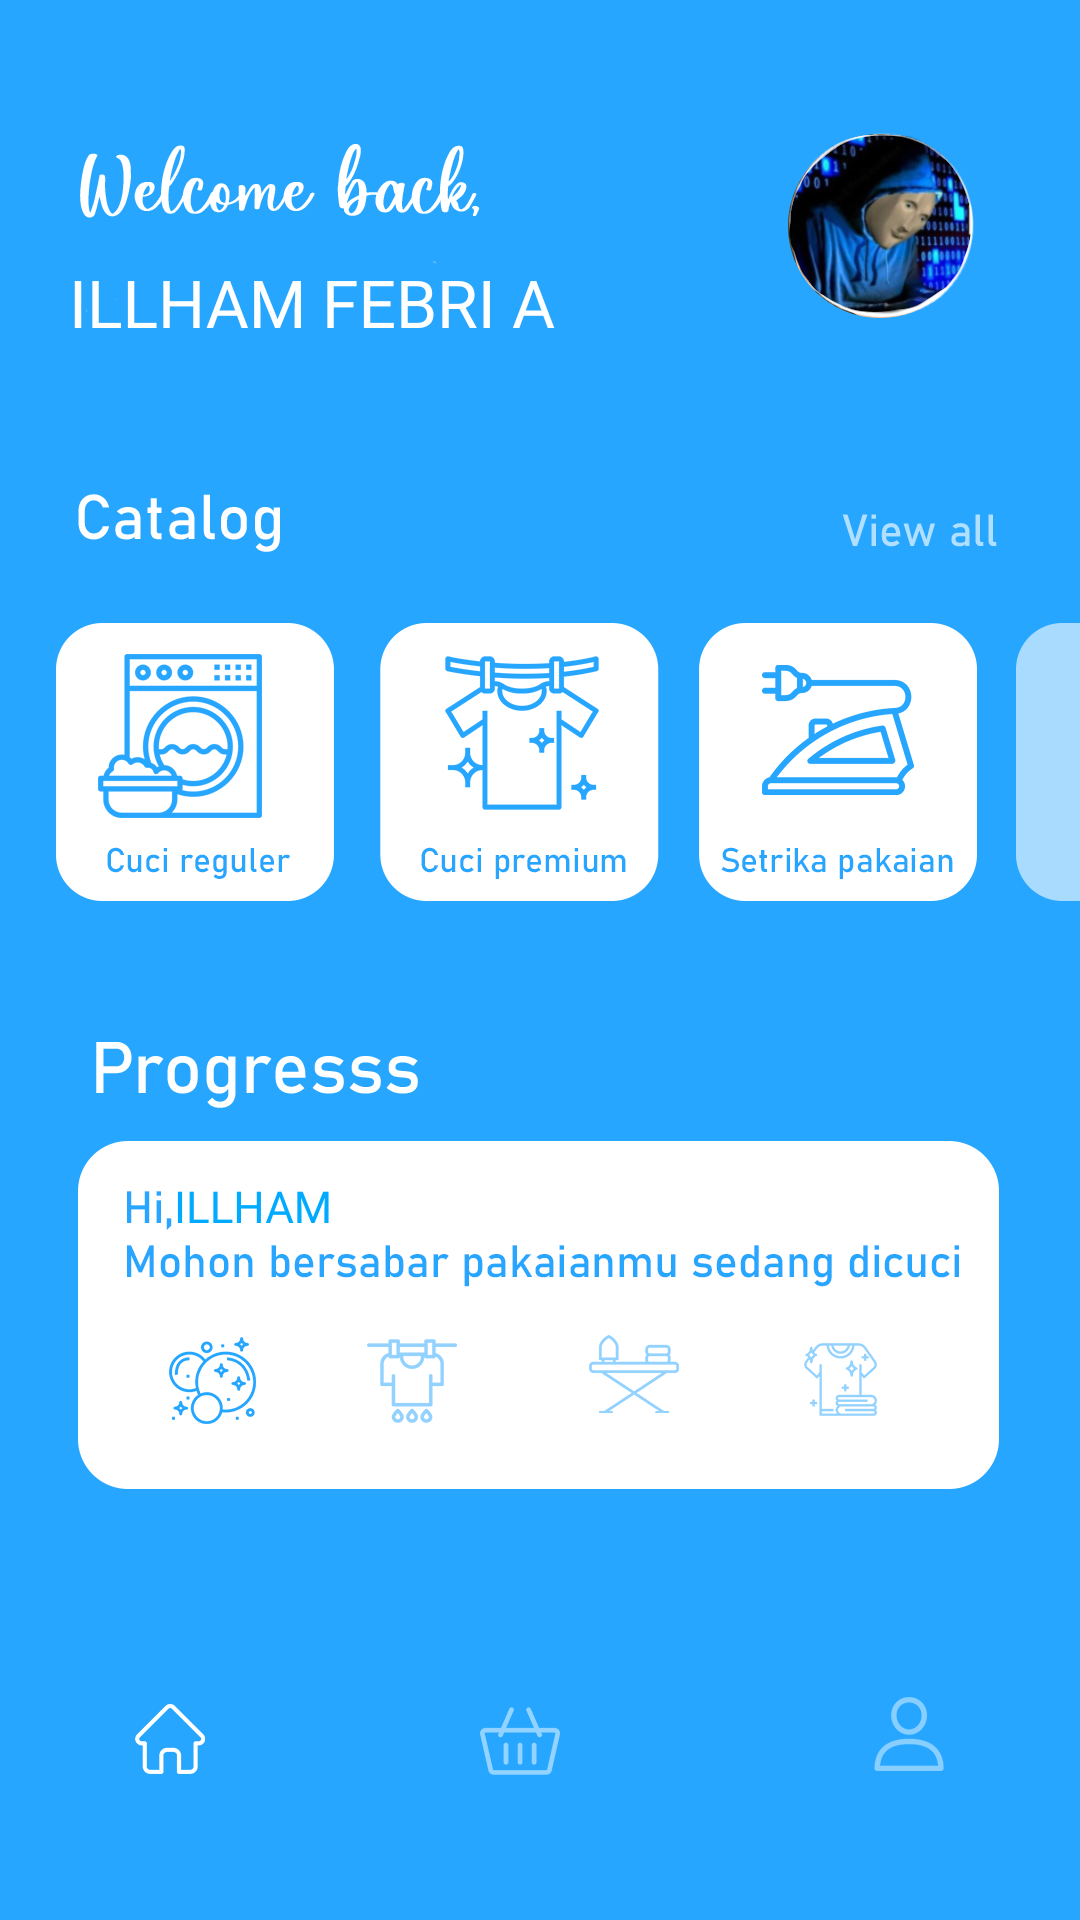 Welcome back,
ILLHAM FEBRI A
Catalog
View all
Cuci reguler
Cuci premium
Setrika pakaian
Progresss
Hi,ILLHAM
Mohon bersabar pakaianmu sedang dicuci